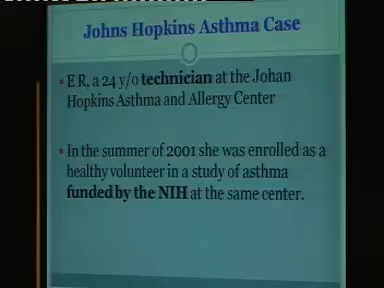 Johns Hopkins Asthma Case
E R, a 24 y/o technician at the Johan
Hopkins Asthma and Allergy Center
In the summer of 2001 she was enrolled as a
healthy volunteer in a study of asthma
funded by the NIH at the same center.